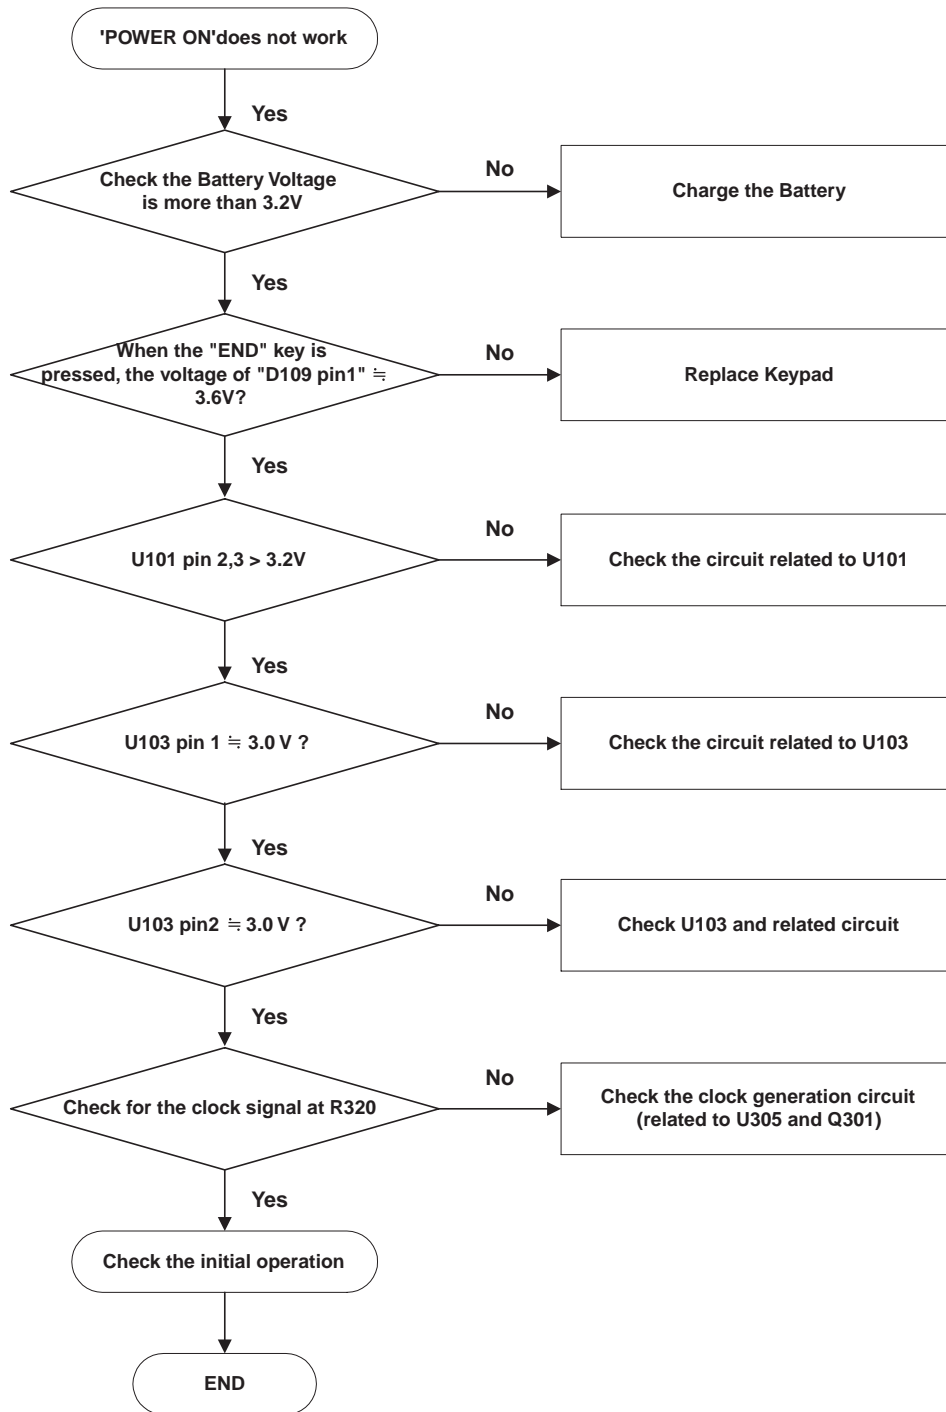 'POWER ON'does not work
Yes
Check the Battery Voltage
is more than 3.2V
No
Charge the Battery
Yes
When the "END" key is
pressed, the voltage of "D109 pin1" ≒
3.6V?
No
Replace Keypad
Yes
U101 pin 2,3 > 3.2V
No
Check the circuit related to U101
Yes
U103 pin 1 ≒ 3.0 V ?
No
Check the circuit related to U103
Yes
U103 pin2 ≒ 3.0 V ?
No
Check U103 and related circuit
Yes
Check for the clock signal at R320
No
Check the clock generation circuit
(related to U305 and Q301)
Yes
Check the initial operation
END